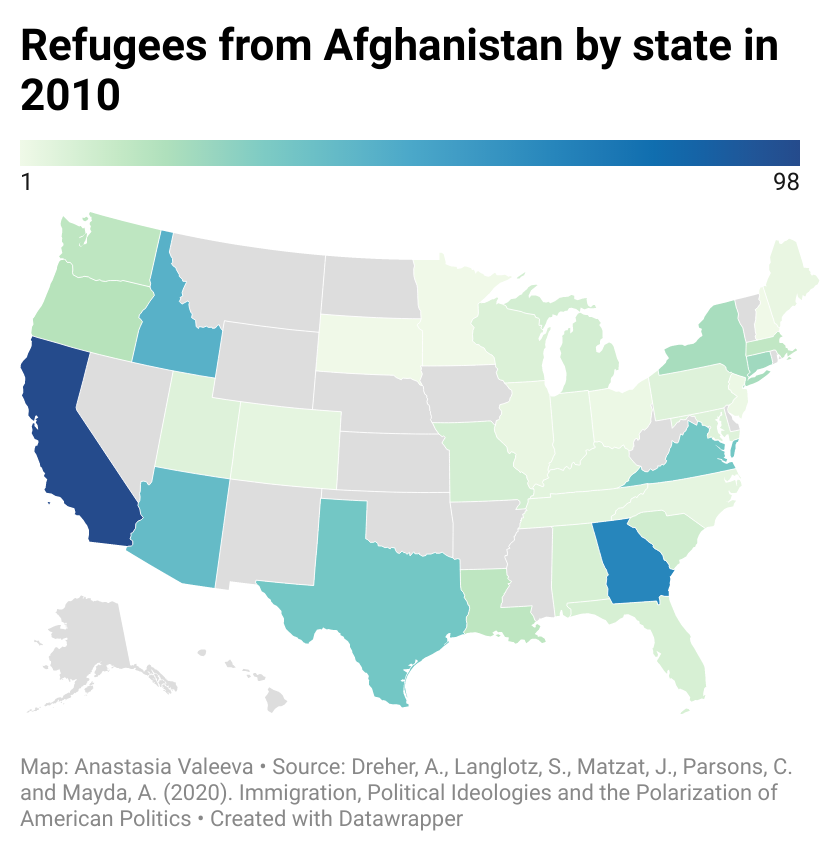 Refugees from Afghanistan by state in
2010
1
98
Map: Anastasia Valeeva • Source: Dreher, A., Langlotz, S., Matzat, J., Parsons, C.
and Mayda, A. (2020). Immigration, Political Ideologies and the Polarization of
American Politics • Created with Datawrapper